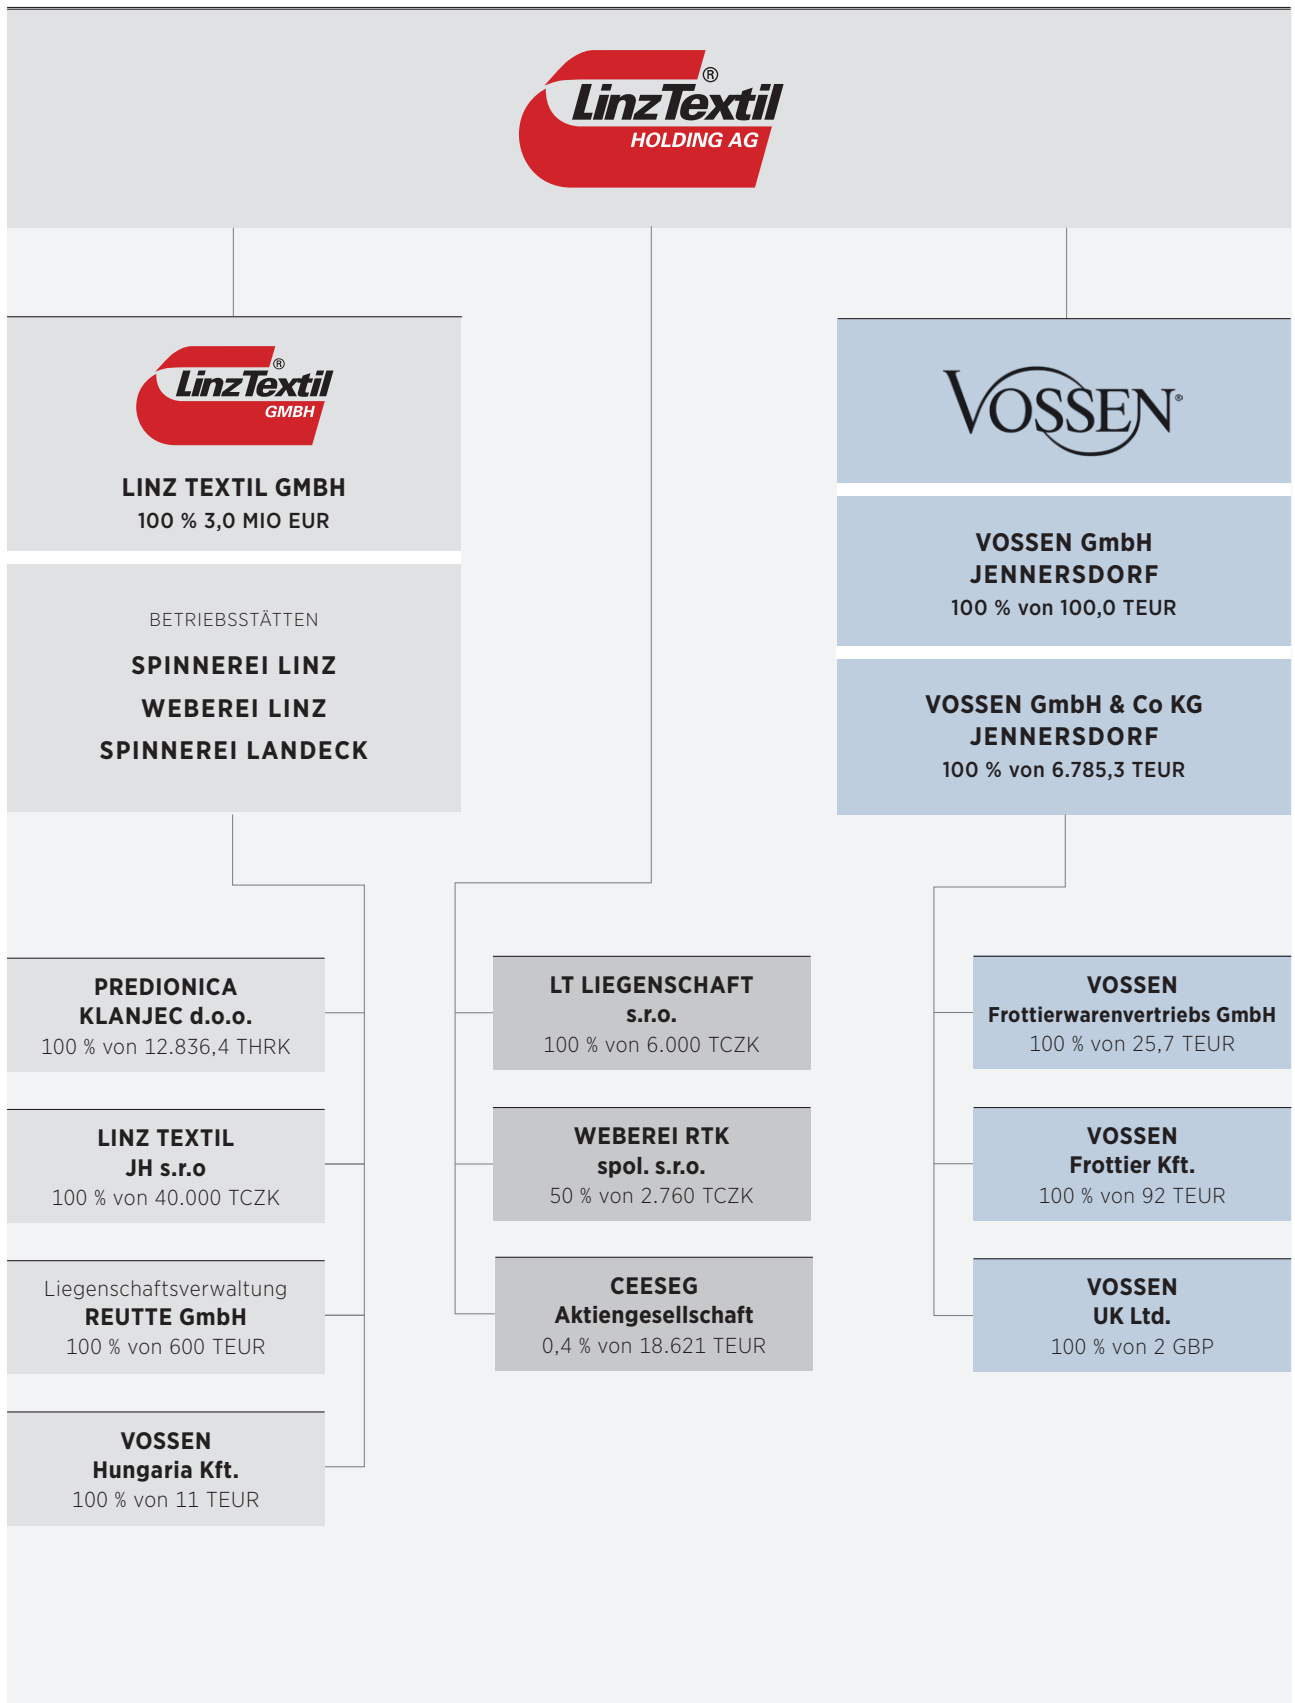 LinzTextil®
HOLDING AG
LinzTextil®
GMBH
LINZ TEXTIL GMBH
100 % 3,0 MIO EUR
BETRIEBSSTÄTTEN
SPINNEREI LINZ
WEBEREI LINZ
SPINNEREI LANDECK
VOSSEN®
VOSSEN GmbH
JENNERSDORF
100 % von 100,0 TEUR
VOSSEN GmbH & Co KG
JENNERSDORF
100 % von 6.785,3 TEUR
PREDIONICA
KLANJEC d.o.o.
100 % von 12.836,4 THRK
LINZ TEXTIL
JH s.r.o
100 % von 40.000 TCZK
Liegenschaftsverwaltung
REUTTE GmbH
100 % von 600 TEUR
VOSSEN
Hungaria Kft.
100 % von 11 TEUR
LT LIEGENSCHAFT
s.r.o.
100 % von 6.000 TCZK
WEBEREI RTK
spol. s.r.o.
50 % von 2.760 TCZK
CEESEG
Aktiengesellschaft
0,4 % von 18.621 TEUR
VOSSEN
Frottierwarenvertriebs GmbH
100 % von 25,7 TEUR
VOSSEN
Frottier Kft.
100 % von 92 TEUR
VOSSEN
UK Ltd.
100 % von 2 GBP